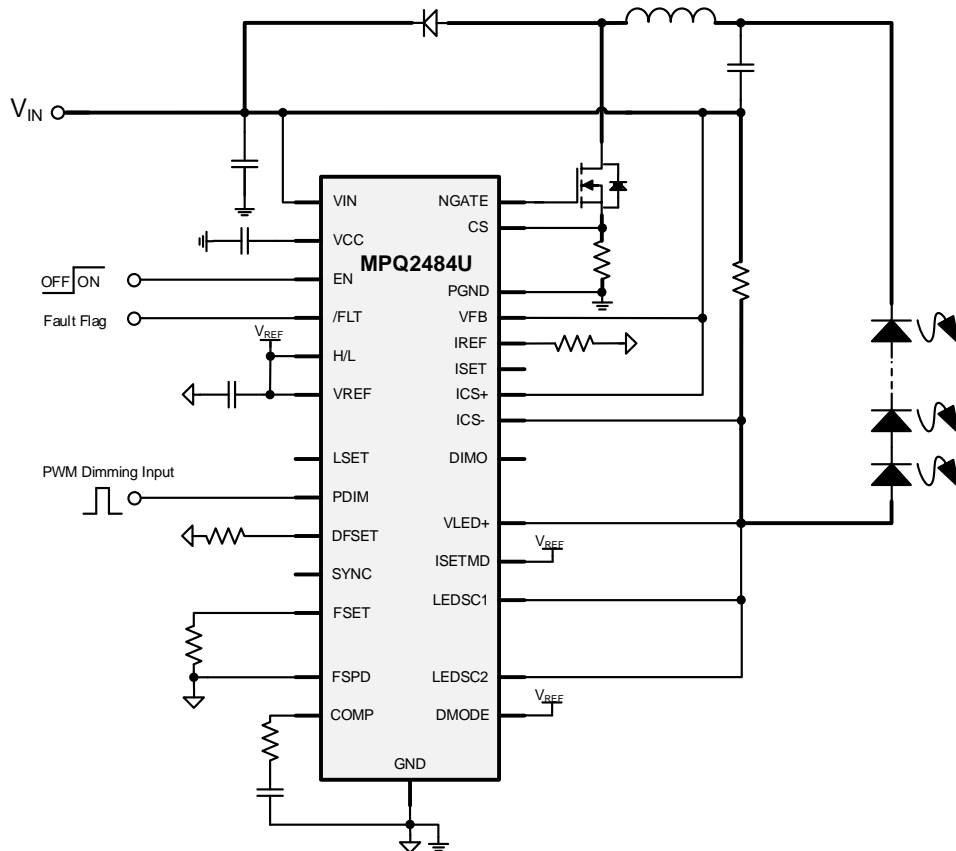 VIN
VIN
VCC
EN
/FLT
H/L
VREF
LSET
PDIM
DFSET
SYNC
FSET
FSPD
COMP
GND
MPQ2484U
NGATE
CS
PGND
VFB
IREF
ISET
ICS+
ICS-
DIMO
VLED+
ISETMD
LEDSC1
LEDSC2
DMODE
OFF ON
Fault Flag
VREF
PWM Dimming Input
VREF
VREF